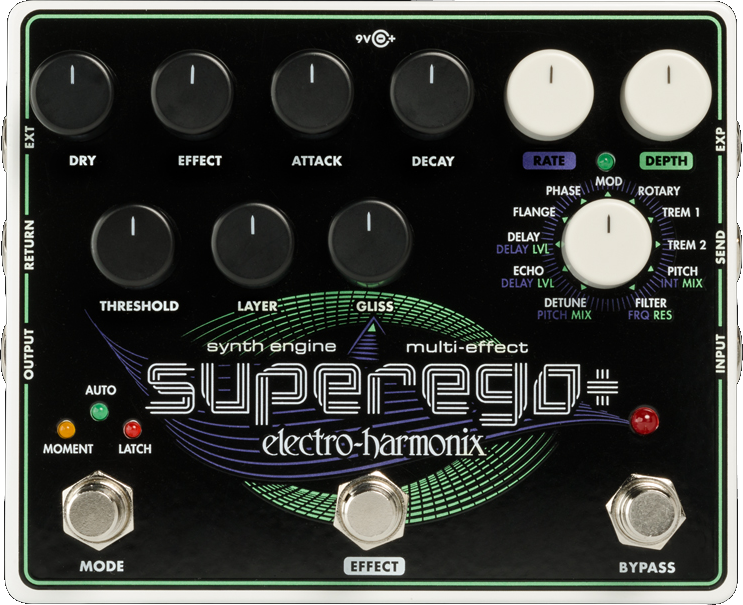 9V +
EXT
DRY
EFFECT
ATTACK
DECAY
RATE
DEPTH
EXP
MOD
PHASE
ROTARY
FLANGE
TREM 1
DELAY
DELAY LVL
TREM 2
ECHO
DELAY LVL
PITCH
INT MIX
DETUNE
PITCH MIX
FILTER
FRQ RES
RETURN
SEND
THRESHOLD
LAYER
GLISS
OUTPUT
INPUT
synth engine
multi-effect
superego+
electro-harmonix
AUTO
MOMENT
LATCH
MODE
EFFECT
BYPASS